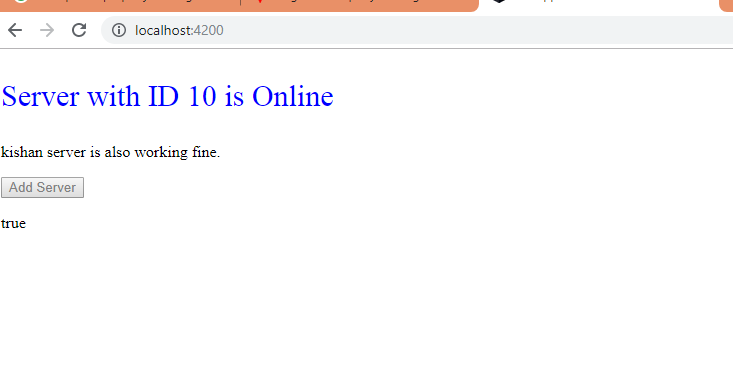 localhost:4200
Server with ID 10 is Online
kishan server is also working fine.
Add Server
true